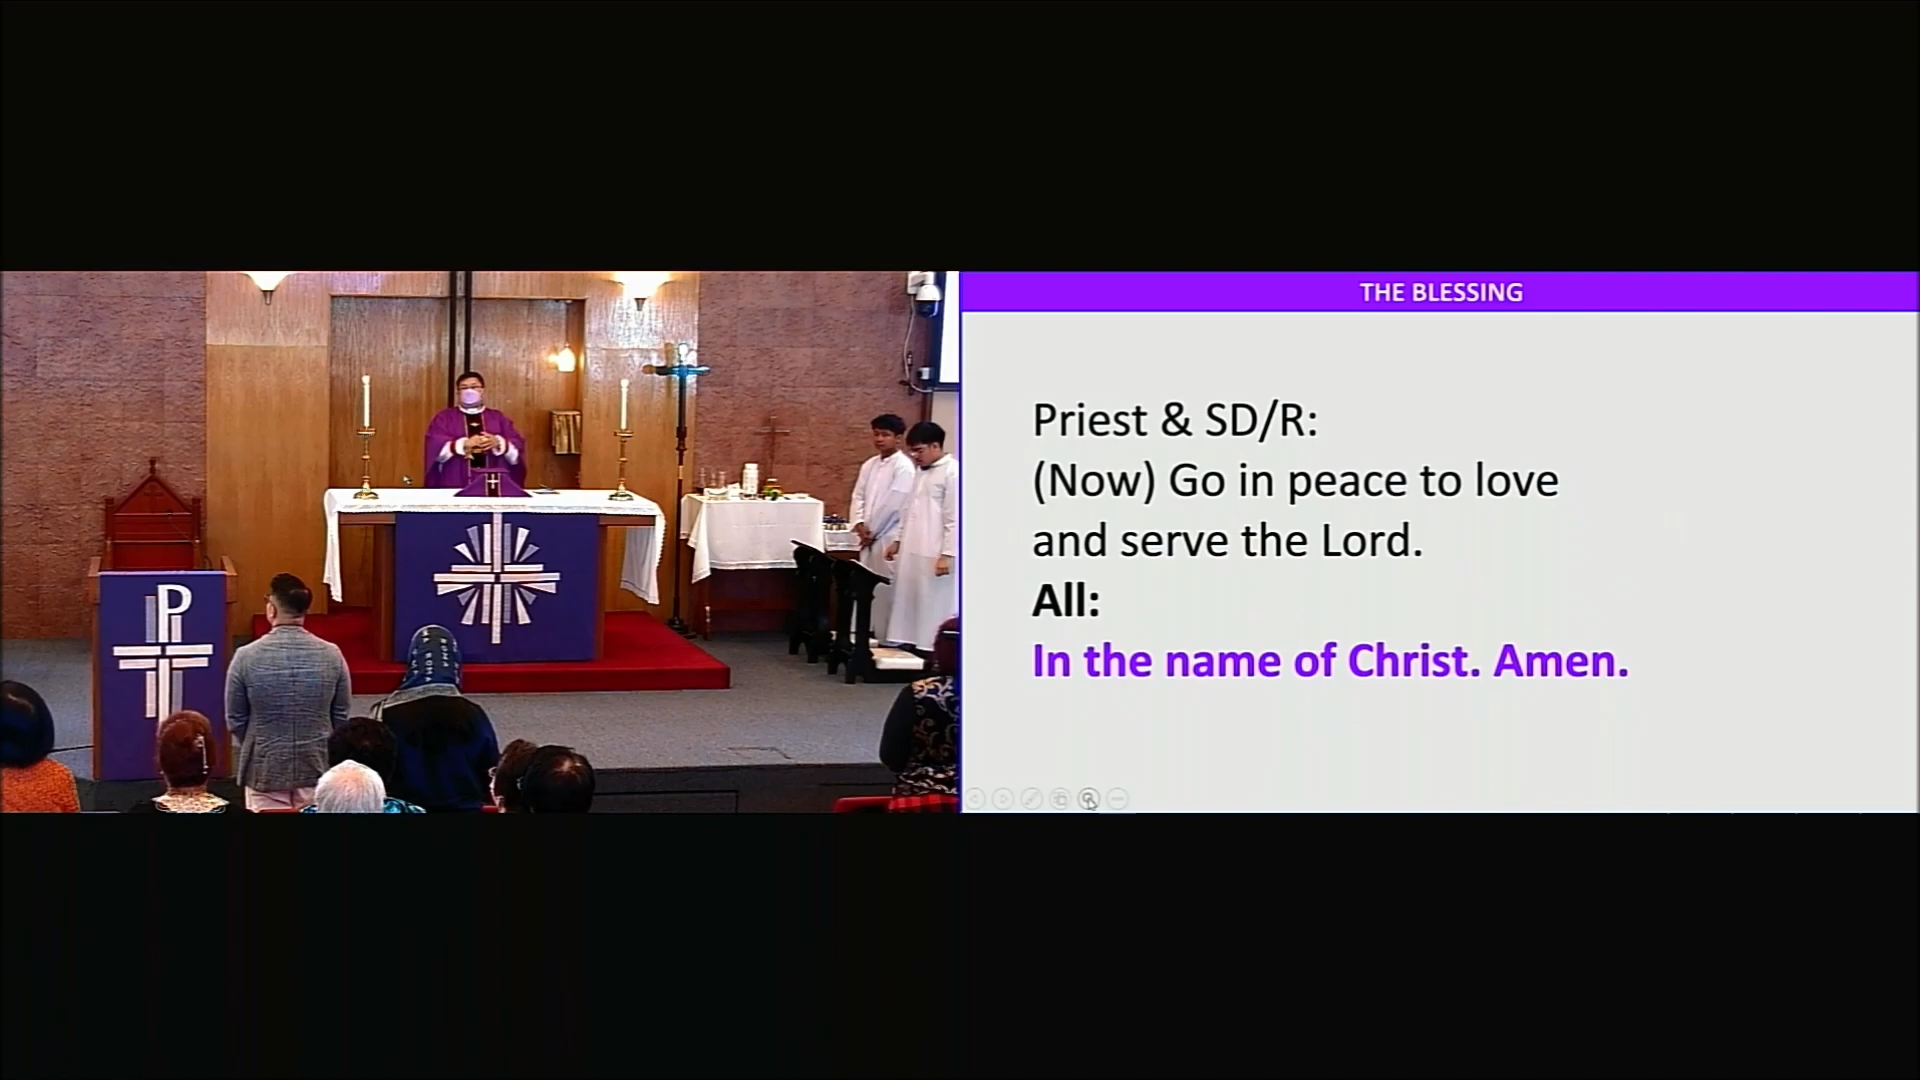 THE BLESSING
Priest & SD/R:
(Now) Go in peace to love
and serve the Lord.
All:
In the name of Christ. Amen.